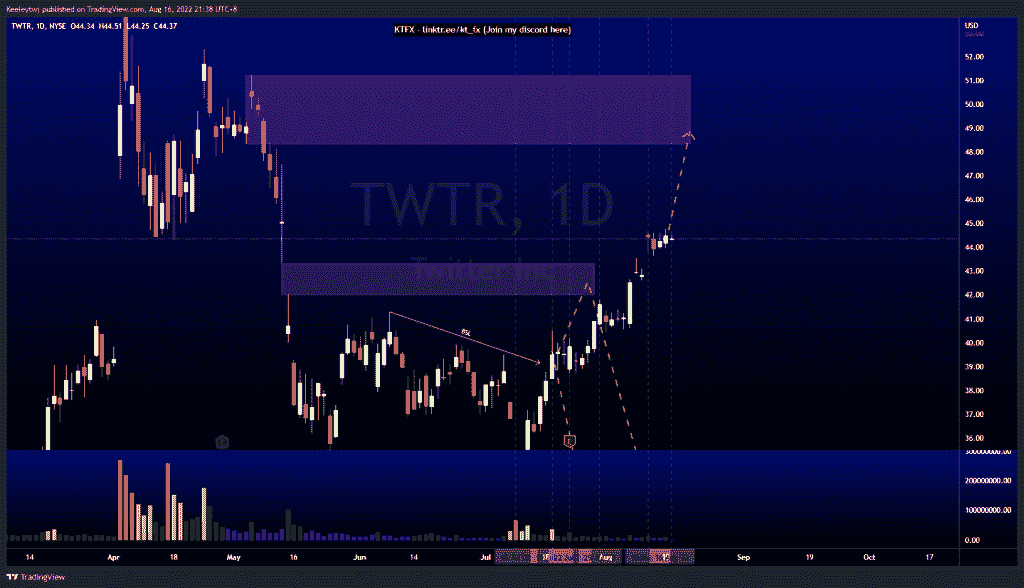 Keeleytwj published on TradingView.com, Aug 16, 2022 21:38 UTC+8
TWTR, 1D, NYSE O44.34 H44.51 L44.25 C44.37
KTFX - linktr.ee/kt_fx (Join my discord here)
USD
52.00
51.00
50.00
49.00
48.00
47.00
46.00
45.00
44.00
43.00
42.00
41.00
40.00
39.00
38.00
37.00
36.00
TWTR, 1D
Twitter Inc
300000000.00
200000000.00
100000000.00
0.00
14 Apr 18 May 16 Jun Jul Aug Sep 19 Oct 17
TradingView